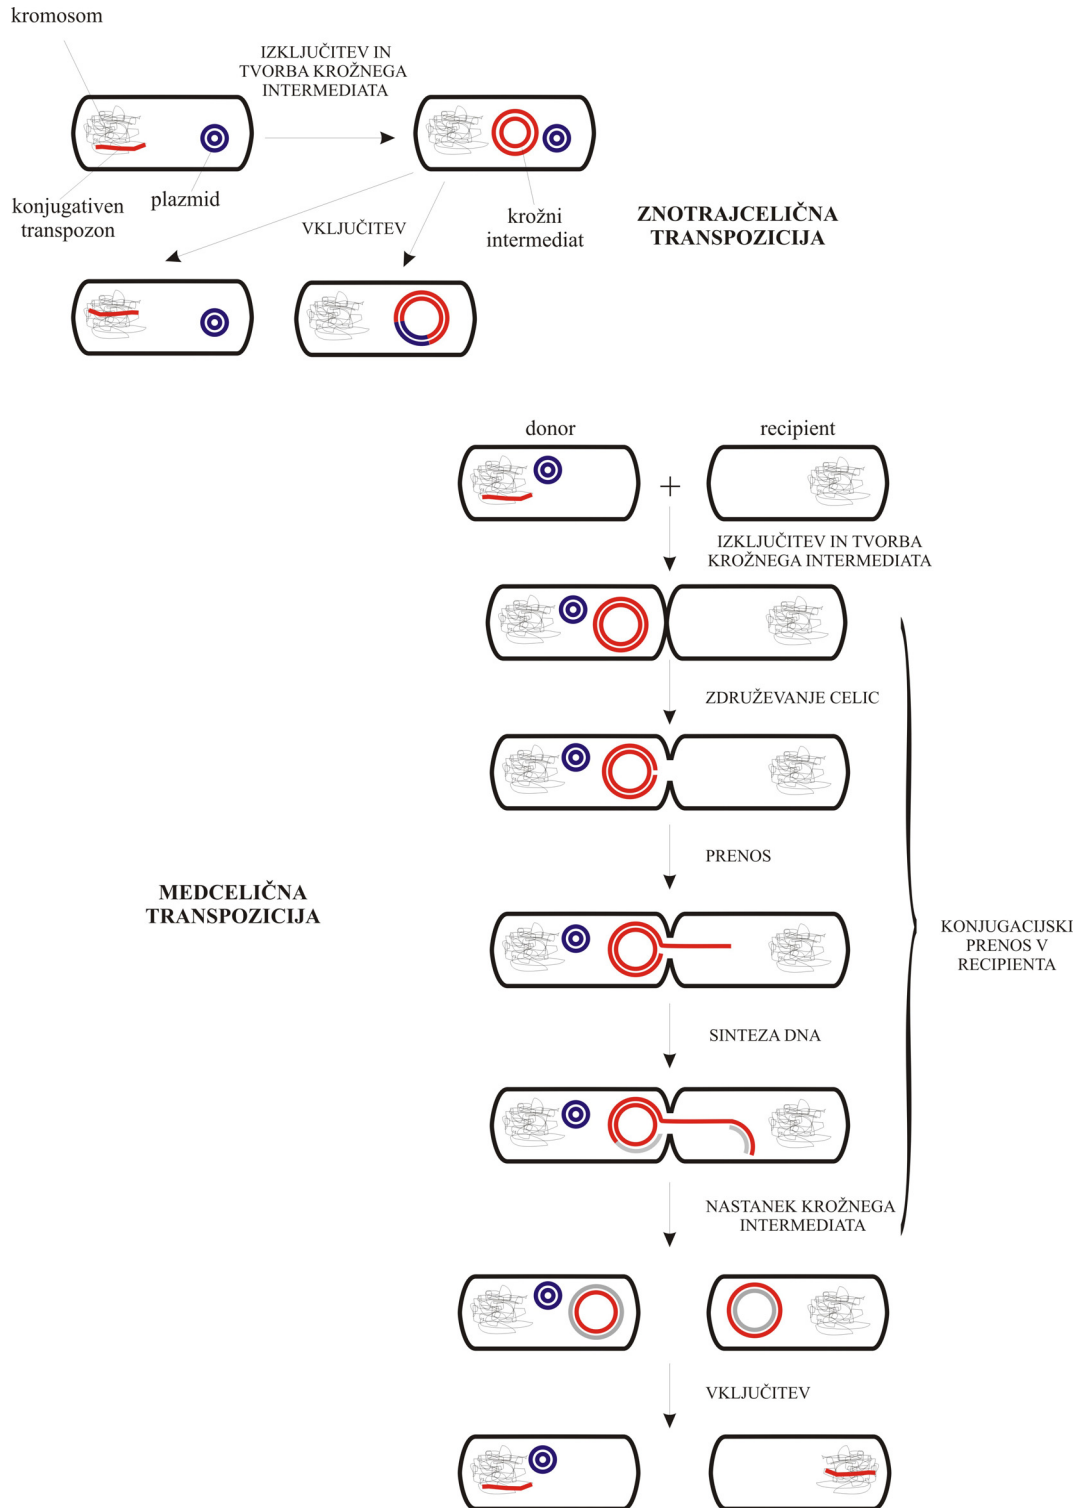 kromosom
IZKLJUČITEV IN
TVORBA KROŽNEGA
INTERMEDIATA
konjugativen
transpozon
plazmid
VKLJUČITEV
krožni
intermediat
ZNOTRAJCELIČNA
TRANSPOZICIJA
donor
recipient
+
IZKLJUČITEV IN TVORBA
KROŽNEGA INTERMEDIATA
ZDRUŽEVANJE CELIC
PRENOS
MEDCELIČNA
TRANSPOZICIJA
KONJUGACIJSKI
PRENOS V
RECIPIENTA
SINTEZA DNA
NASTANEK KROŽNEGA
INTERMEDIATA
VKLJUČITEV